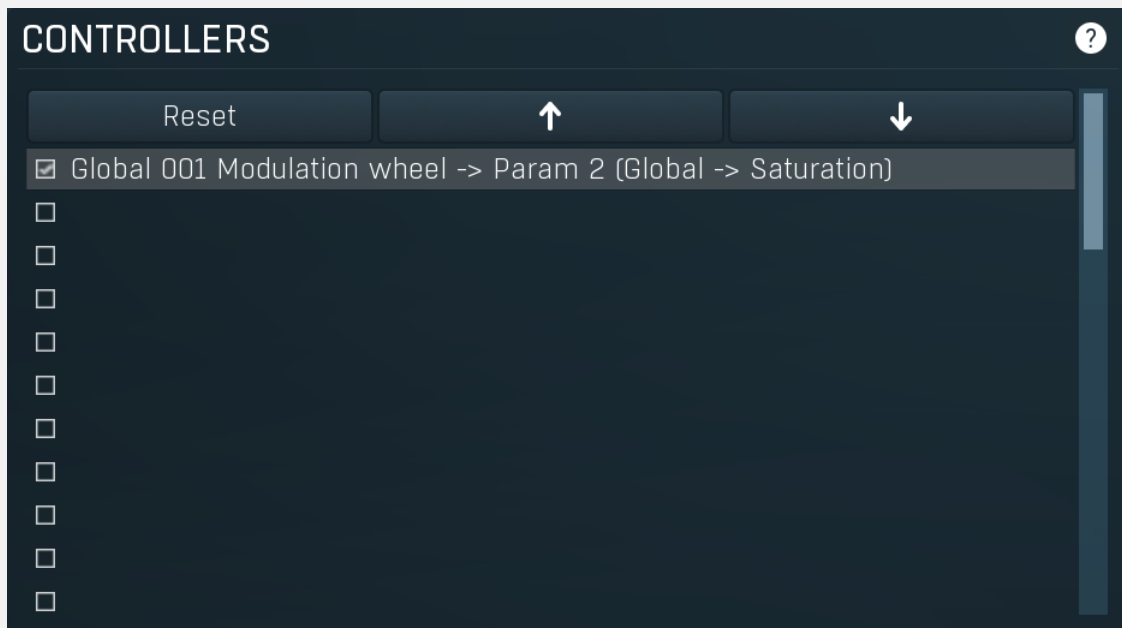 CONTROLLERS
?
Reset ↑ ↓
Global 001 Modulation wheel -> Param 2 (Global -> Saturation)